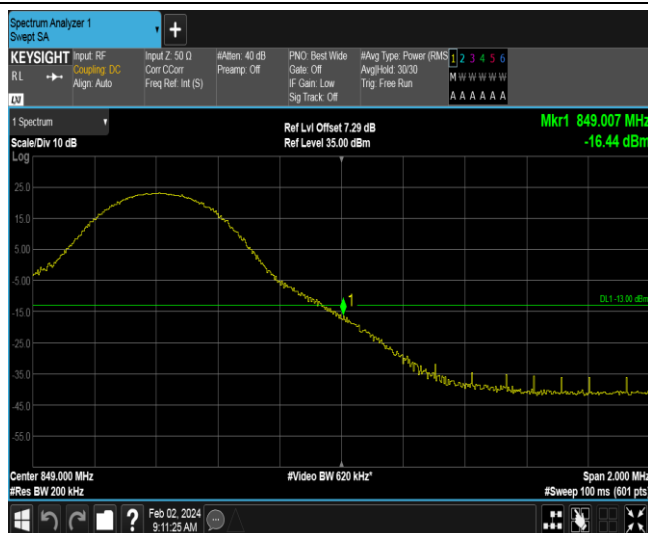 Spectrum Analyzer 1
Swept SA
+
KEYSIGHT
RL
Input: RF
Coupling: DC
Align: Auto
Input Z: 50 Ω
Corr CCorr
Freq Ref: Int (S)
#Atten: 40 dB
Preamp: Off
PNO: Best Wide
Gate: Off
IF Gain: Low
Sig Track: Off
#Avg Type: Power (RMS
Avg|Hold: 30/30
Trig: Free Run
1 2 3 4 5 6
M W W W W W
A A A A A A
1 Spectrum
Scale/Div 10 dB
Ref Lvl Offset 7.29 dB
Ref Level 35.00 dBm
Mkr1 849.007 MHz
-16.44 dBm
Log
25.0
15.0
5.00
-5.00
-15.0
-25.0
-35.0
-45.0
-55.0
1
DL1 -13.00 dBm
Center 849.000 MHz
#Res BW 200 kHz
#Video BW 620 kHz*
Span 2.000 MHz
#Sweep 100 ms (601 pts)
?
Feb 02, 2024
9:11:25 AM